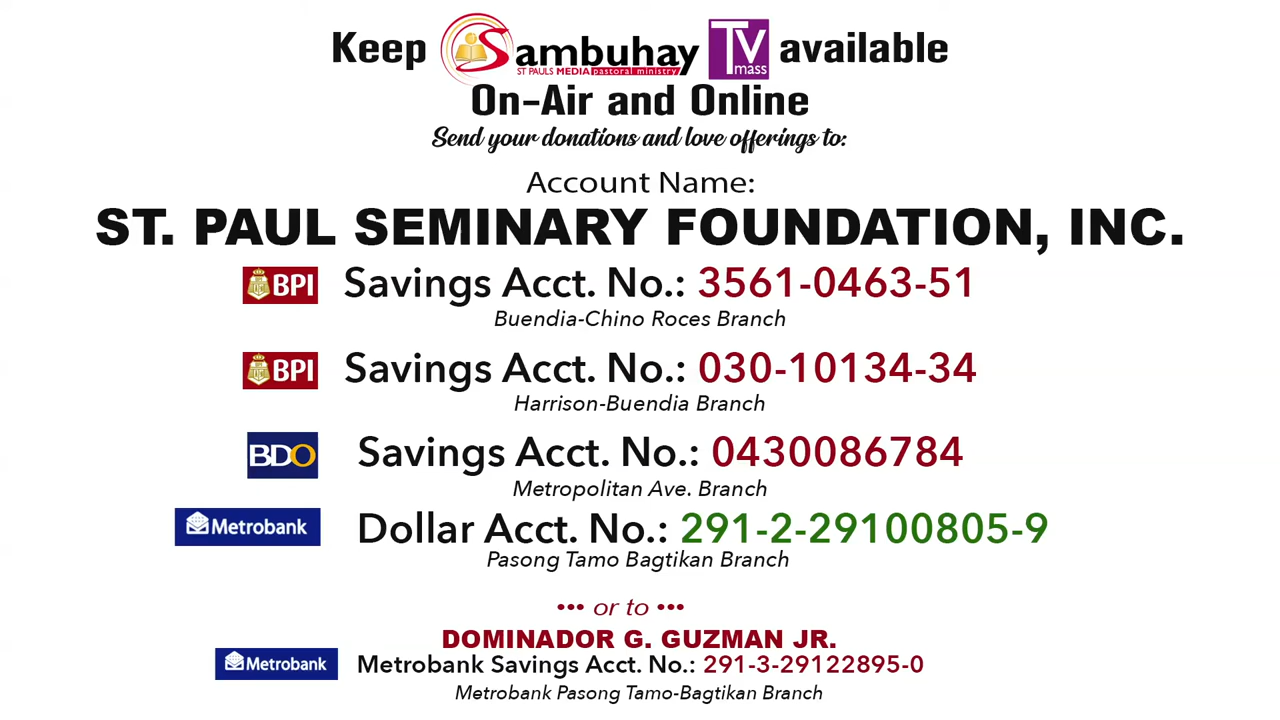 Keep Sambuhay TV mass available
ST PAULS MEDIA pastoral ministry
On-Air and Online
Send your donations and love offerings to:
Account Name:
ST. PAUL SEMINARY FOUNDATION, INC.
BPI Savings Acct. No.: 3561-0463-51
Buendia-Chino Roces Branch
BPI Savings Acct. No.: 030-10134-34
Harrison-Buendia Branch
BDO Savings Acct. No.: 0430086784
Metropolitan Ave. Branch
Metrobank Dollar Acct. No.: 291-2-29100805-9
Pasong Tamo Bagtikan Branch
••• or to •••
DOMINADOR G. GUZMAN JR.
Metrobank Metrobank Savings Acct. No.: 291-3-29122895-0
Metrobank Pasong Tamo-Bagtikan Branch